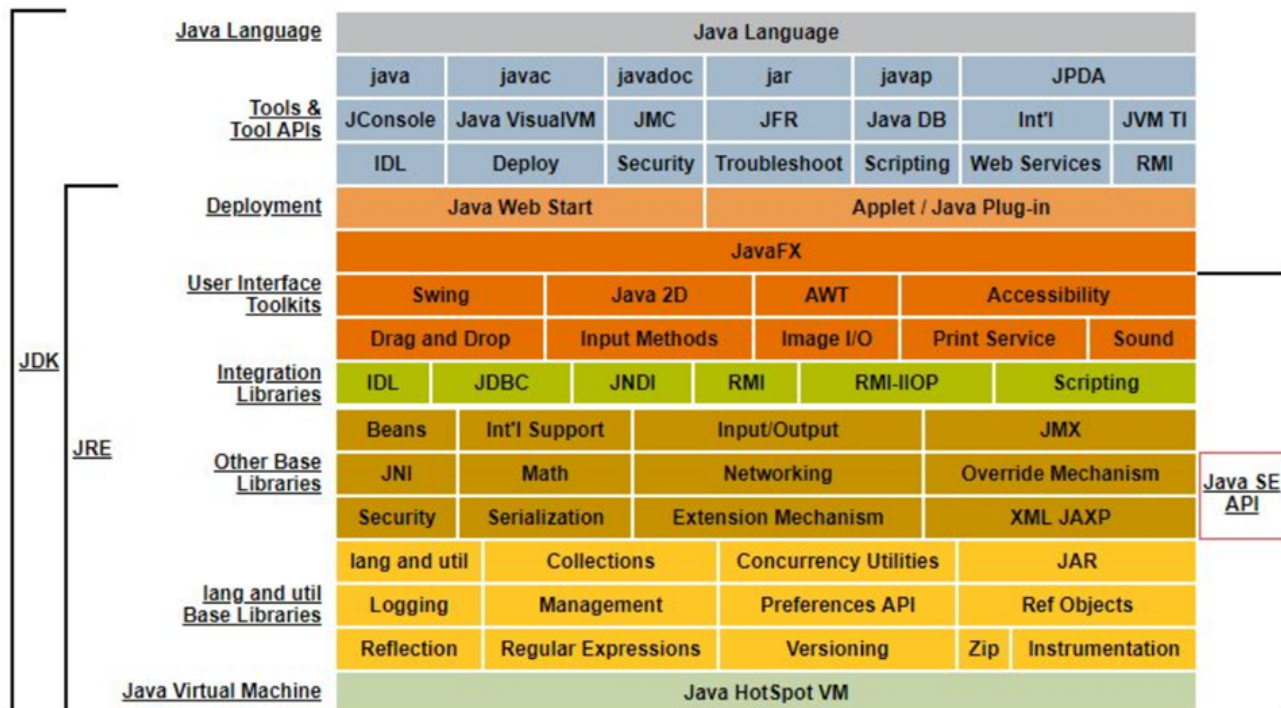 Java Language
Java Language
java javac javadoc jar javap JPDA
Tools &
Tool APIs
JConsole Java VisualVM JMC JFR Java DB Int'l JVM TI
IDL Deploy Security Troubleshoot Scripting Web Services RMI
Deployment
Java Web Start Applet / Java Plug-in
JavaFX
User Interface
Toolkits
Swing Java 2D AWT Accessibility
Drag and Drop Input Methods Image I/O Print Service Sound
JDK
Integration
Libraries
IDL JDBC JNDI RMI RMI-IIOP Scripting
JRE
Beans Int'l Support Input/Output JMX
Other Base
Libraries
JNI Math Networking Override Mechanism
Java SE
API
Security Serialization Extension Mechanism XML JAXP
lang and util Collections Concurrency Utilities JAR
lang and util
Base Libraries
Logging Management Preferences API Ref Objects
Reflection Regular Expressions Versioning Zip Instrumentation
Java Virtual Machine
Java HotSpot VM